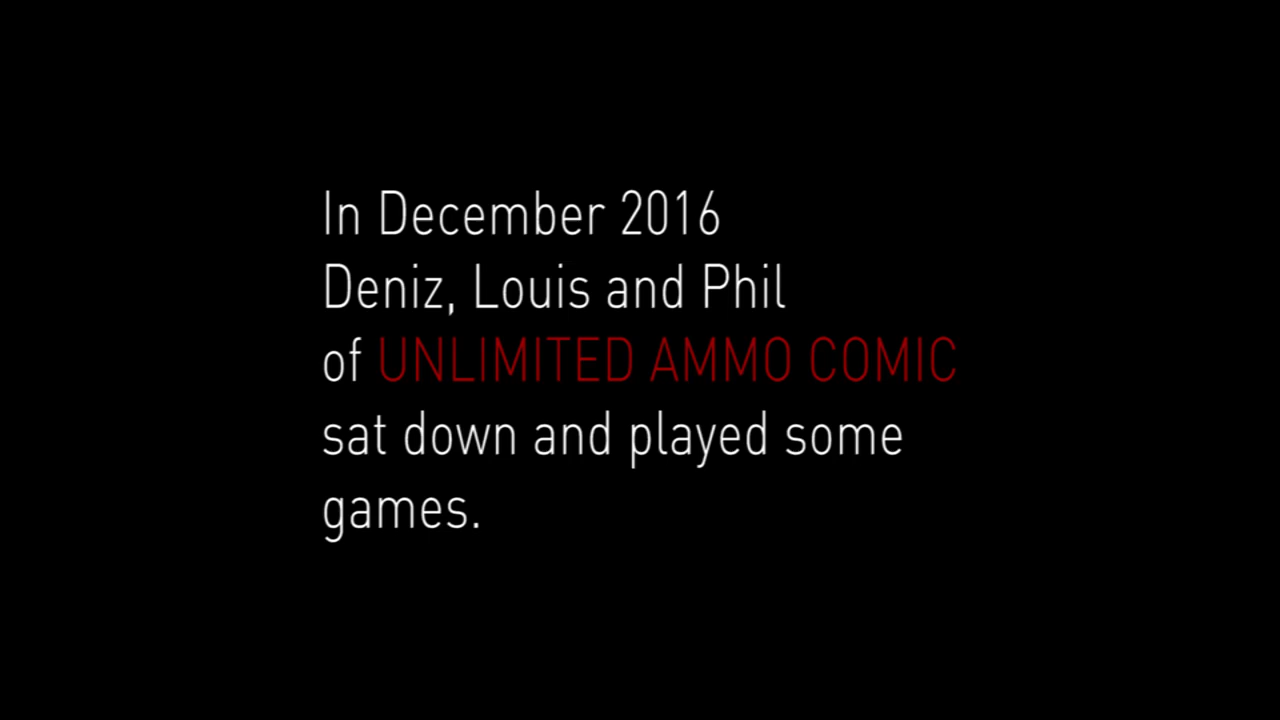 In December 2016
Deniz, Louis and Phil
of UNLIMITED AMMO COMIC
sat down and played some
games.